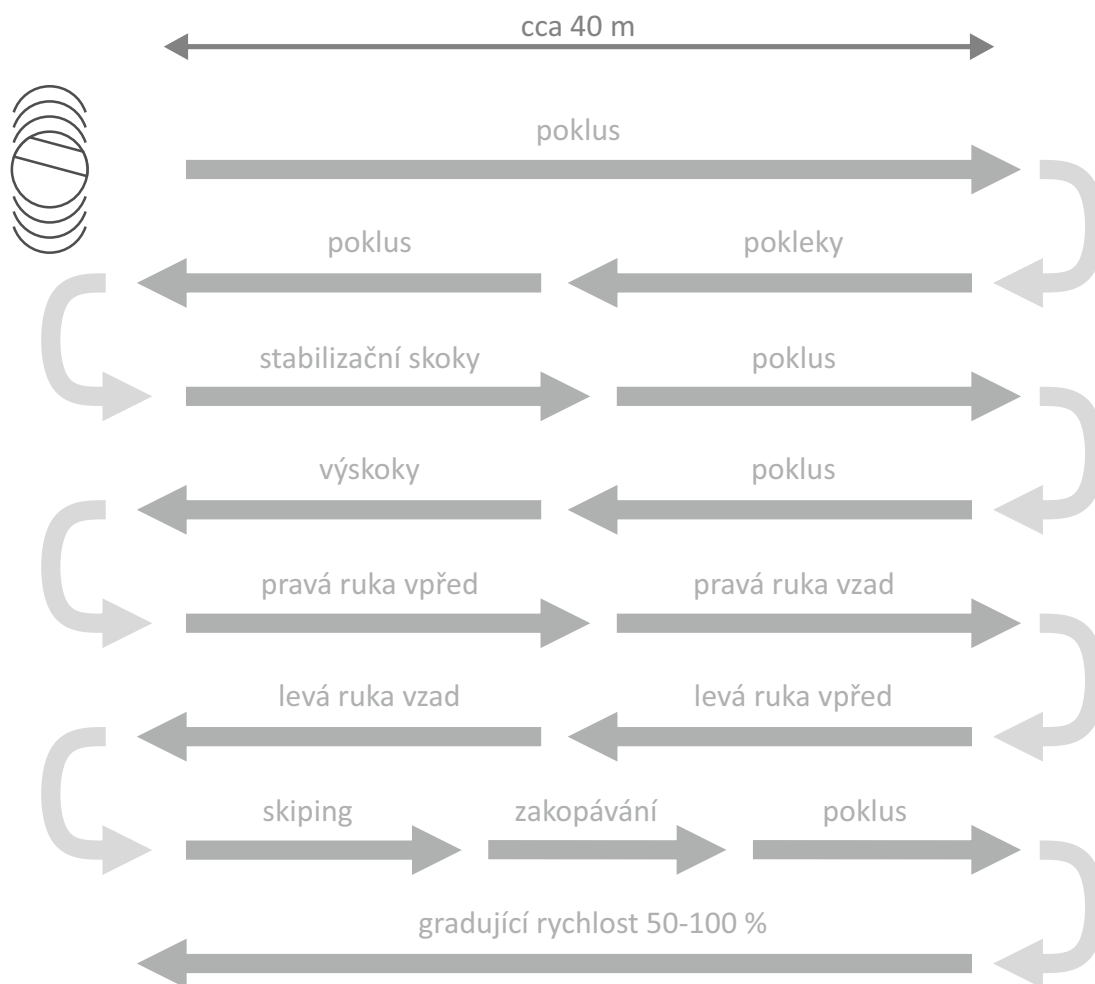 cca 40 m
poklus
poklus pokleky
stabilizační skoky poklus
výskoky poklus
pravá ruka vpřed pravá ruka vzad
levá ruka vzad levá ruka vpřed
skiping zakopávání poklus
gradující rychlost 50-100 %